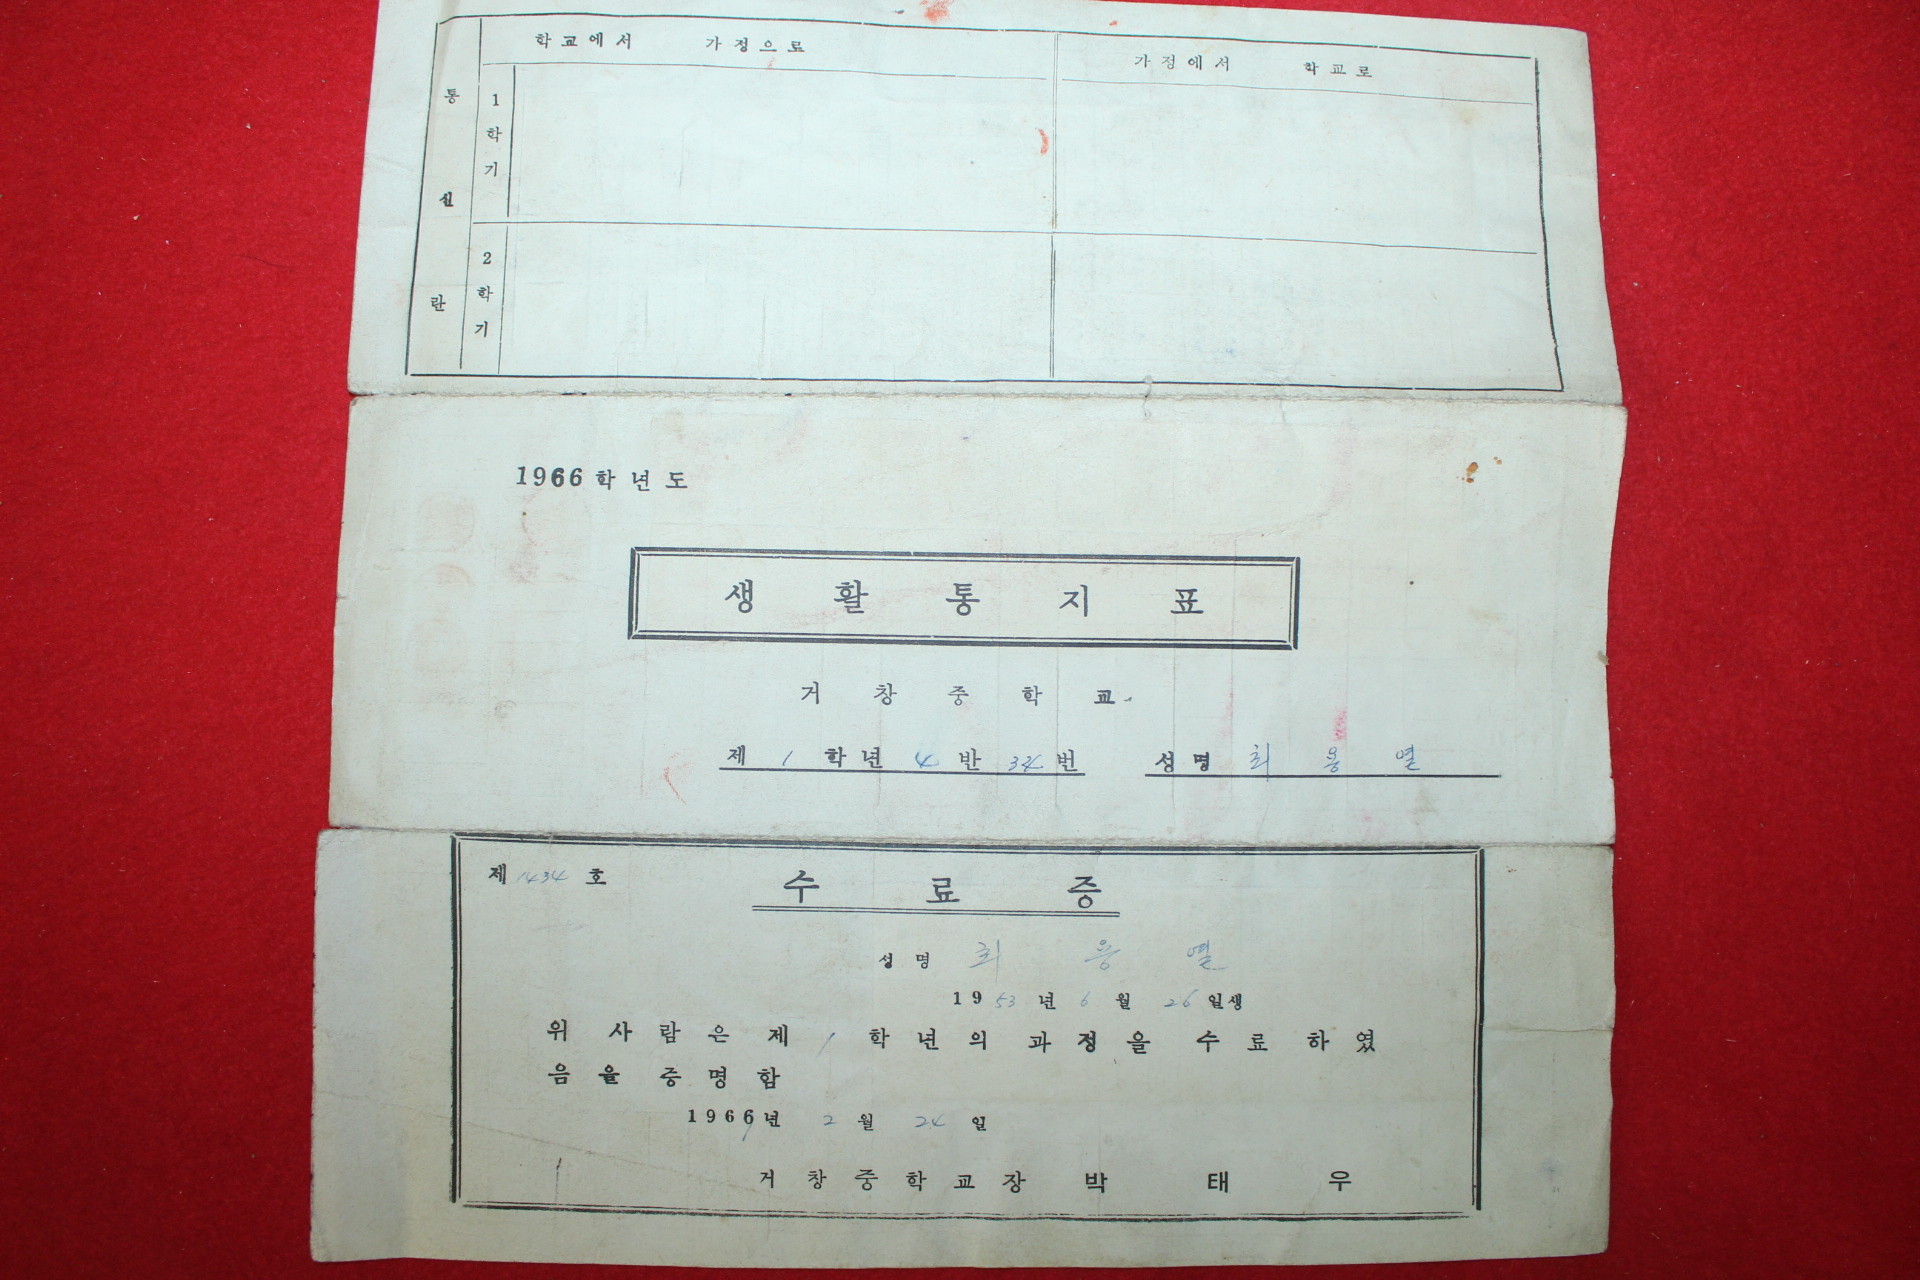 학교에서 가정으로
가정에서 학교로
통신란
1학기
2학기
1966학년도
생활통지표
거창중학교
제 1 학년 4 반 34번 성명 최용열
제 1434 호
수료증
성명 최용열
1953년 6월 26일생
위 사람은 제 1 학년의 과정을 수료하였
음을 증명함
1966년 2월 24일
거창중학교장 박태우